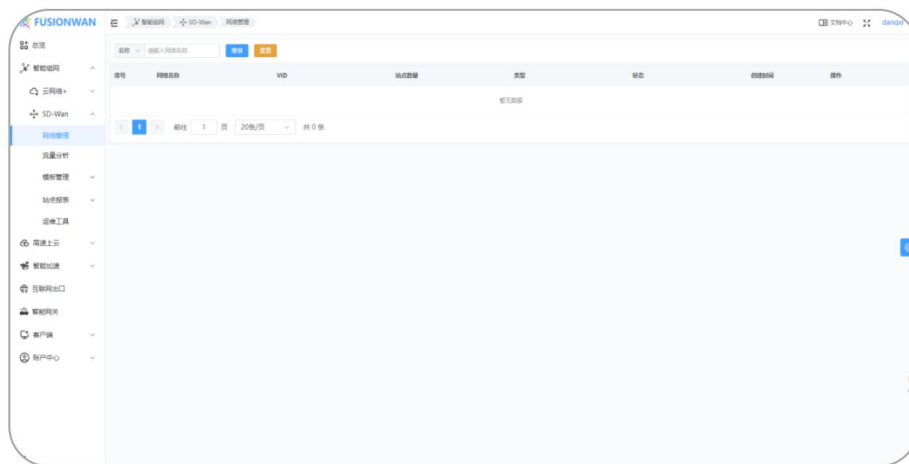 FUSIONWAN
智能组网 SD-Wan 网络管理
文档中心 danqxf
总览
智能组网
云网络+
SD-Wan
网络管理
流量分析
模板管理
站点报表
运维工具
高速上云
智能加速
互联网出口
智能网关
客户端
账户中心
名称 请输入网络名称 搜索 重置
序号 网络名称 VID 站点数量 类型 状态 创建时间 操作
暂无数据
1 前往 1 页 20条/页 共 0 条